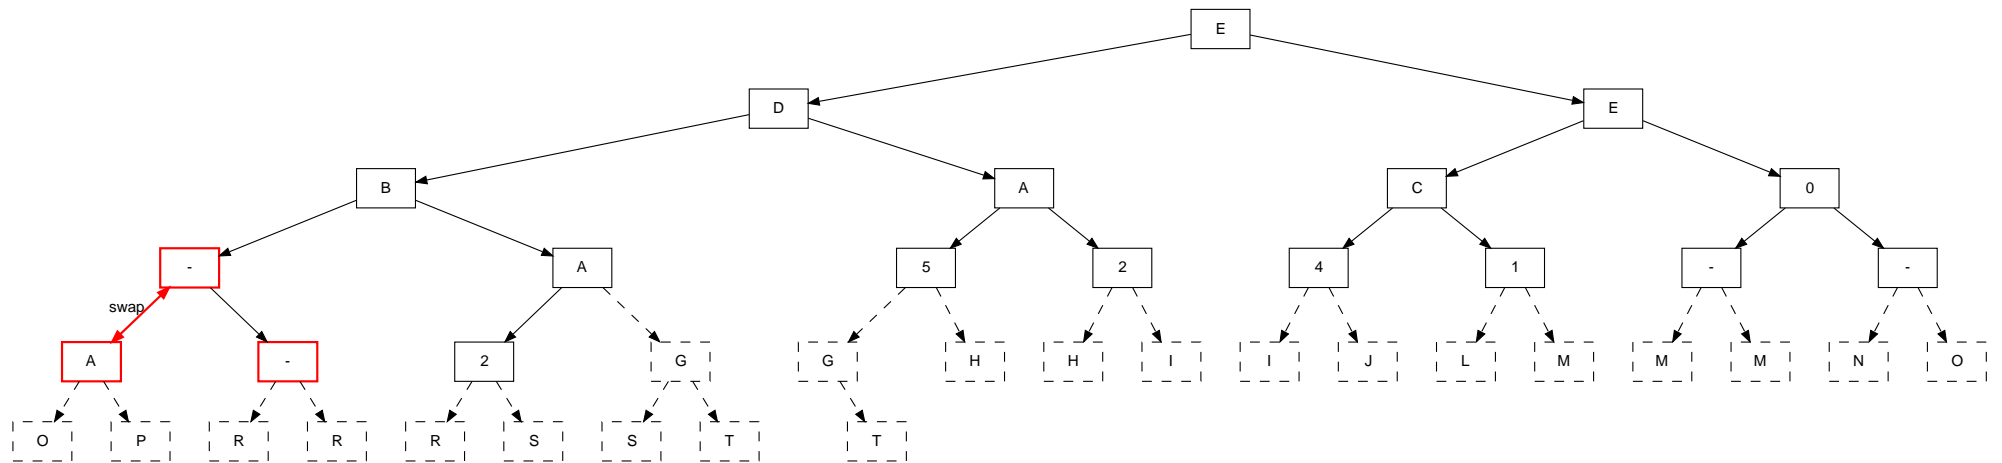 E
D E
B A C 0
- A 5 2 4 1 - -
swap
A - 2 G G H H I I J L M M M N O
O P R R R S S T T